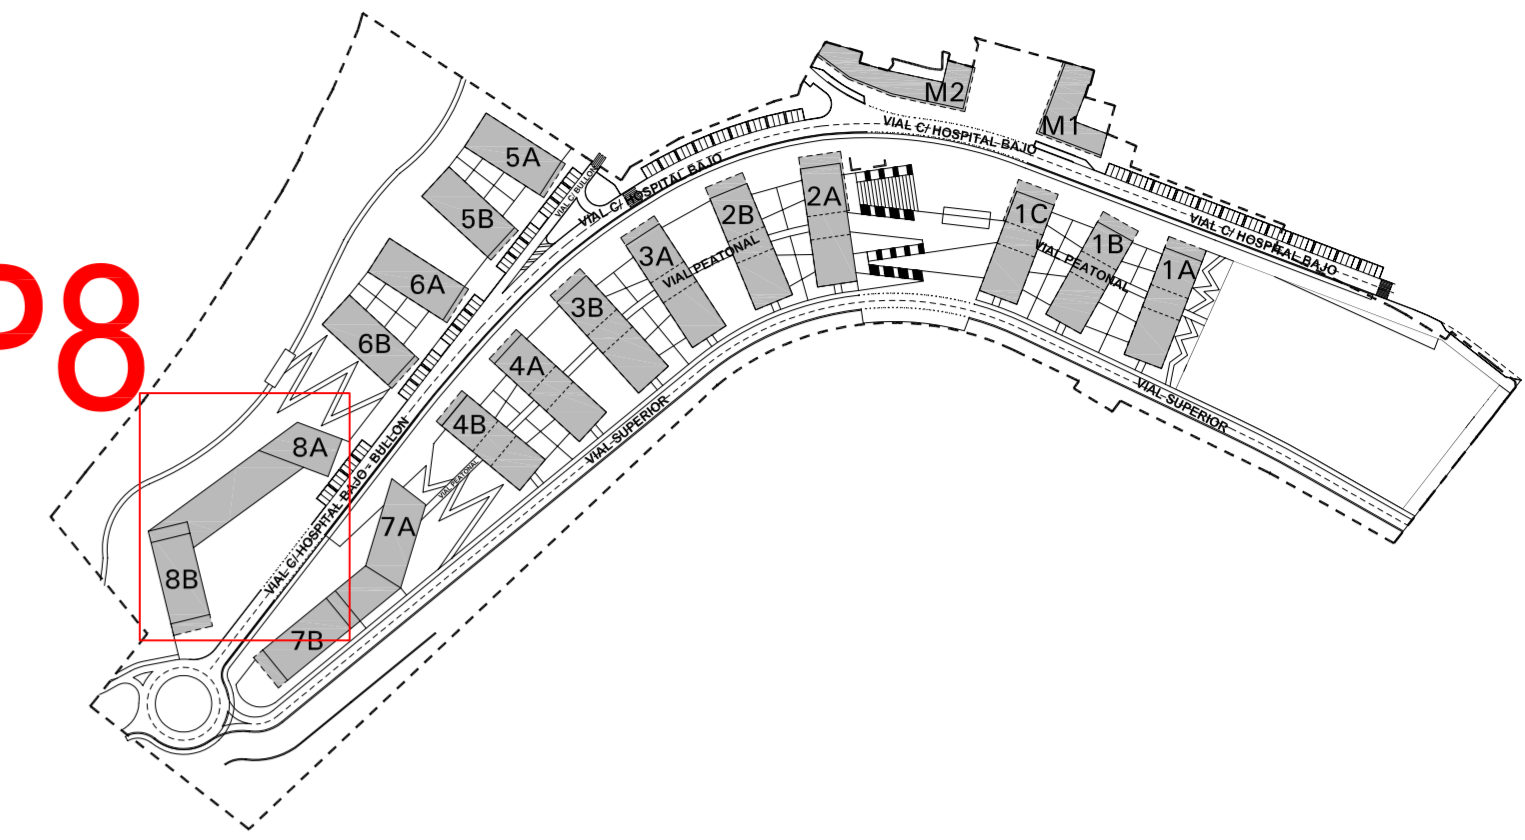 M2
M1
VIAL C/ HOSPITAL BAJO
5A
VIAL C/ BULLON
VIAL C/ HOSPITAL BAJO
5B
2A
2B
1C
VIAL C/ HOSPITAL BAJO
3A
VIAL PEATONAL
1B
VIAL PEATONAL
1A
6A
P8
3B
6B
4A
4B
VIAL-SUPERIOR
VIAL-SUPERIOR
8A
VIAL C/ HOSPITAL BAJO - BULLON
VIAL PEATONAL
7A
8B
7B